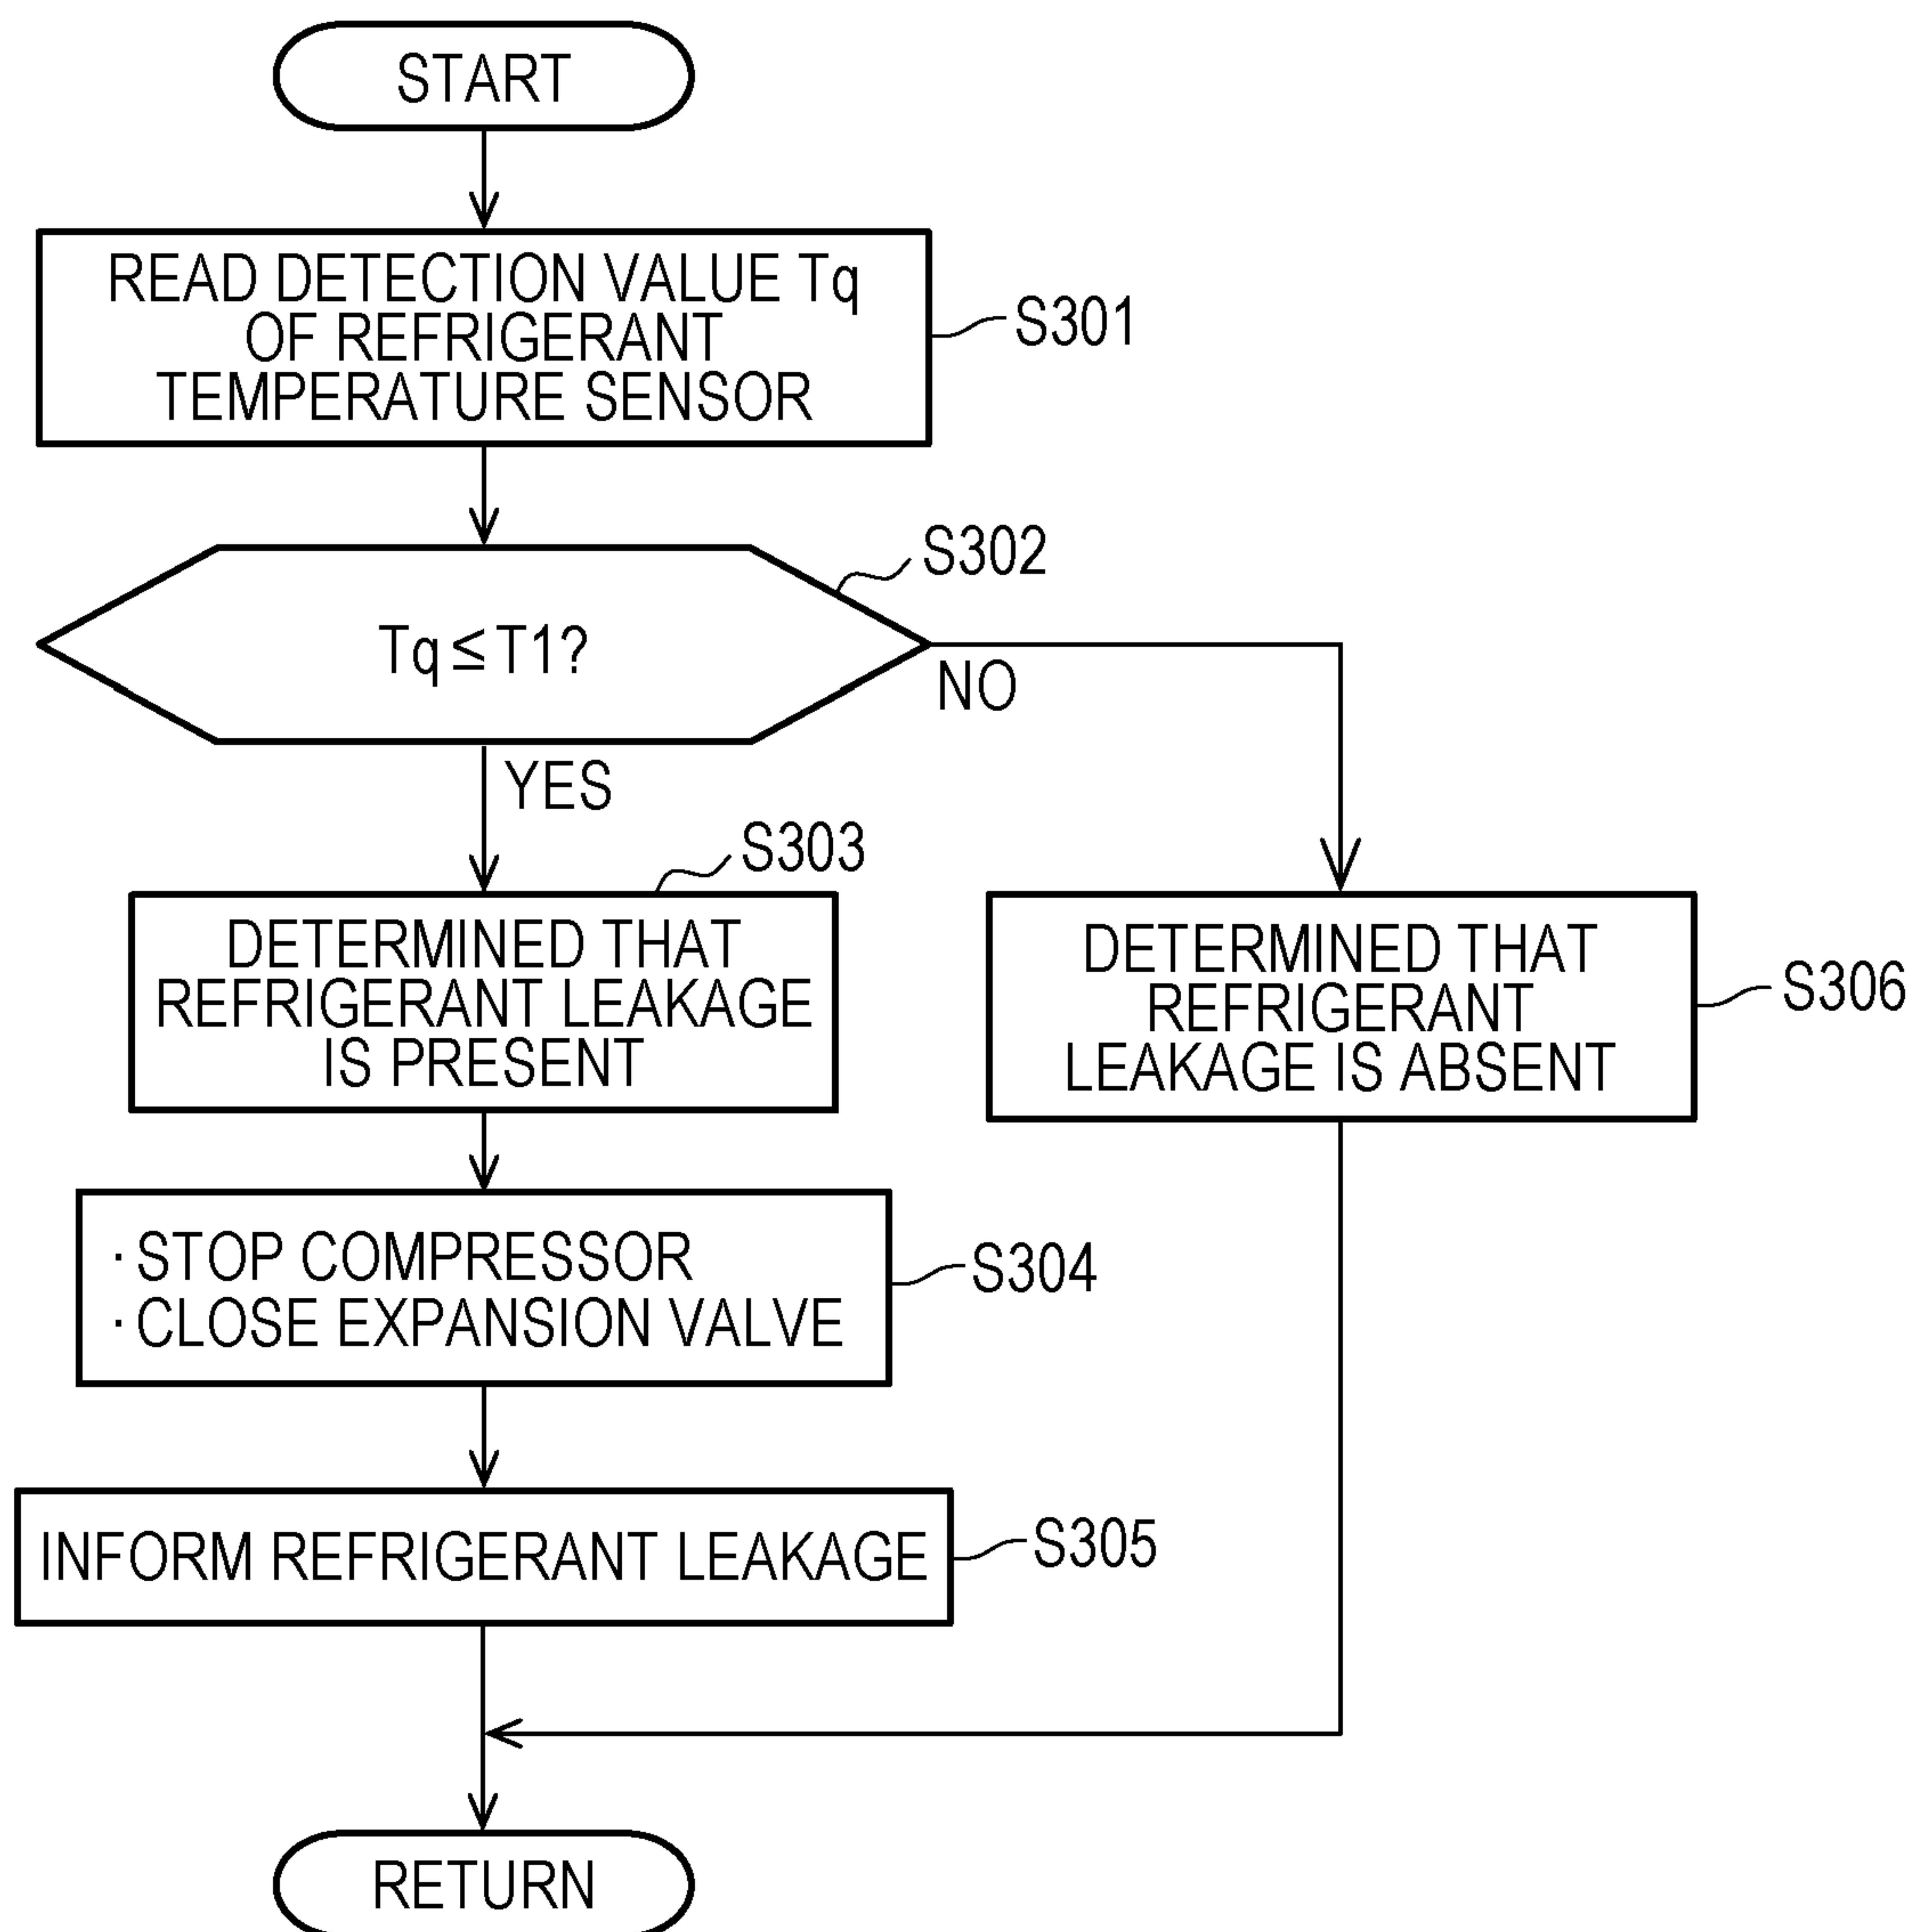 START
READ DETECTION VALUE Tq
OF REFRIGERANT
TEMPERATURE SENSOR
S301
S302
Tq≤T1?
NO
YES
S303
DETERMINED THAT
REFRIGERANT LEAKAGE
IS PRESENT
DETERMINED THAT
REFRIGERANT
LEAKAGE IS ABSENT
S306
·STOP COMPRESSOR
·CLOSE EXPANSION VALVE
S304
INFORM REFRIGERANT LEAKAGE
S305
RETURN